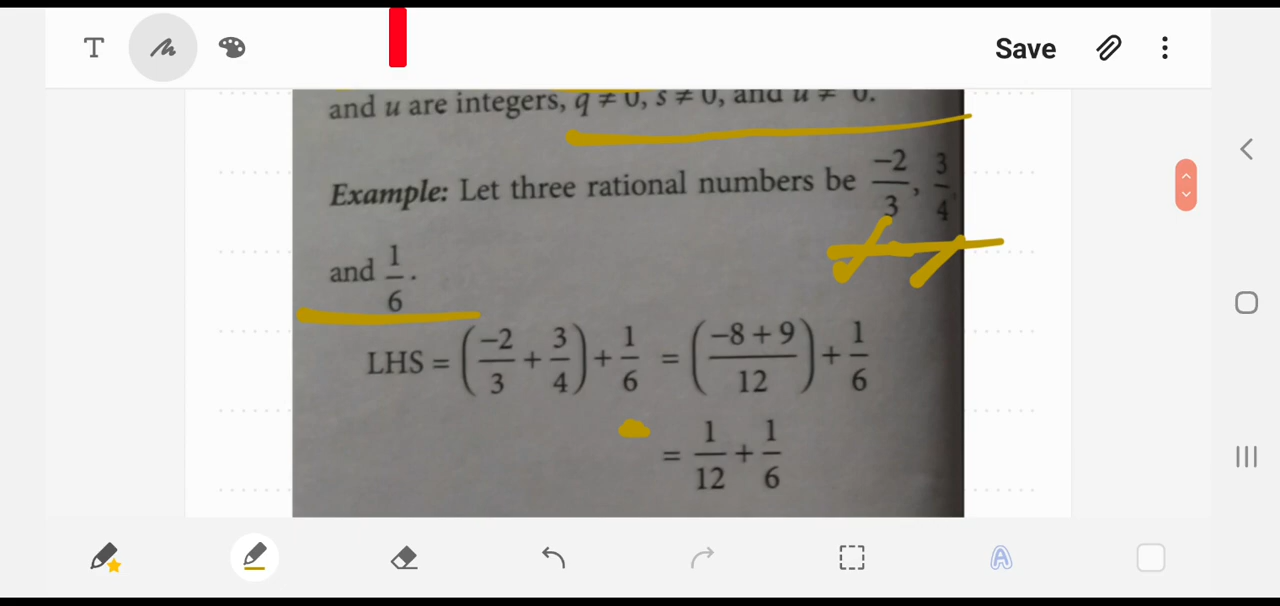 T Save
and u are integers, q ≠ 0, s ≠ 0, and u ≠ 0.
Example: Let three rational numbers be -2/3, 3/4,
and 1/6.
LHS = (-2/3 + 3/4) + 1/6 = (-8 + 9/12) + 1/6
= 1/12 + 1/6
A